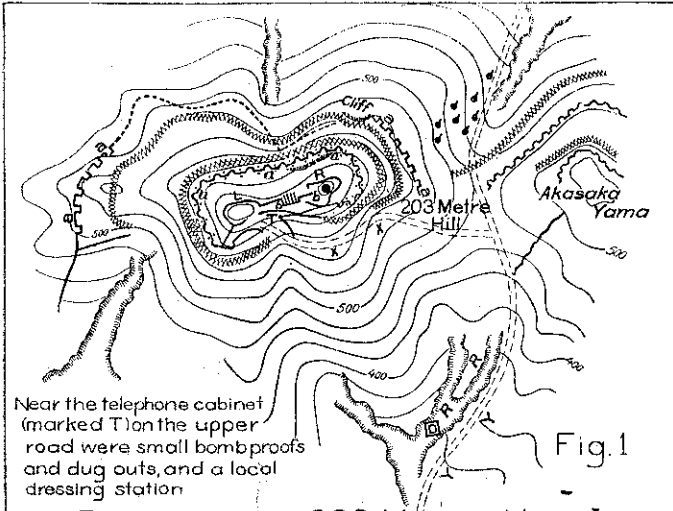 500
Cliff
a
a
a
a
a
a
203 Metre
Hill
Akasaka
Yama
T
X
X
500
500
500
400
400
R
R
Near the telephone cabinet
(marked T) on the upper
road were small bombproofs
and dug outs, and a local
dressing station
Fig. 1